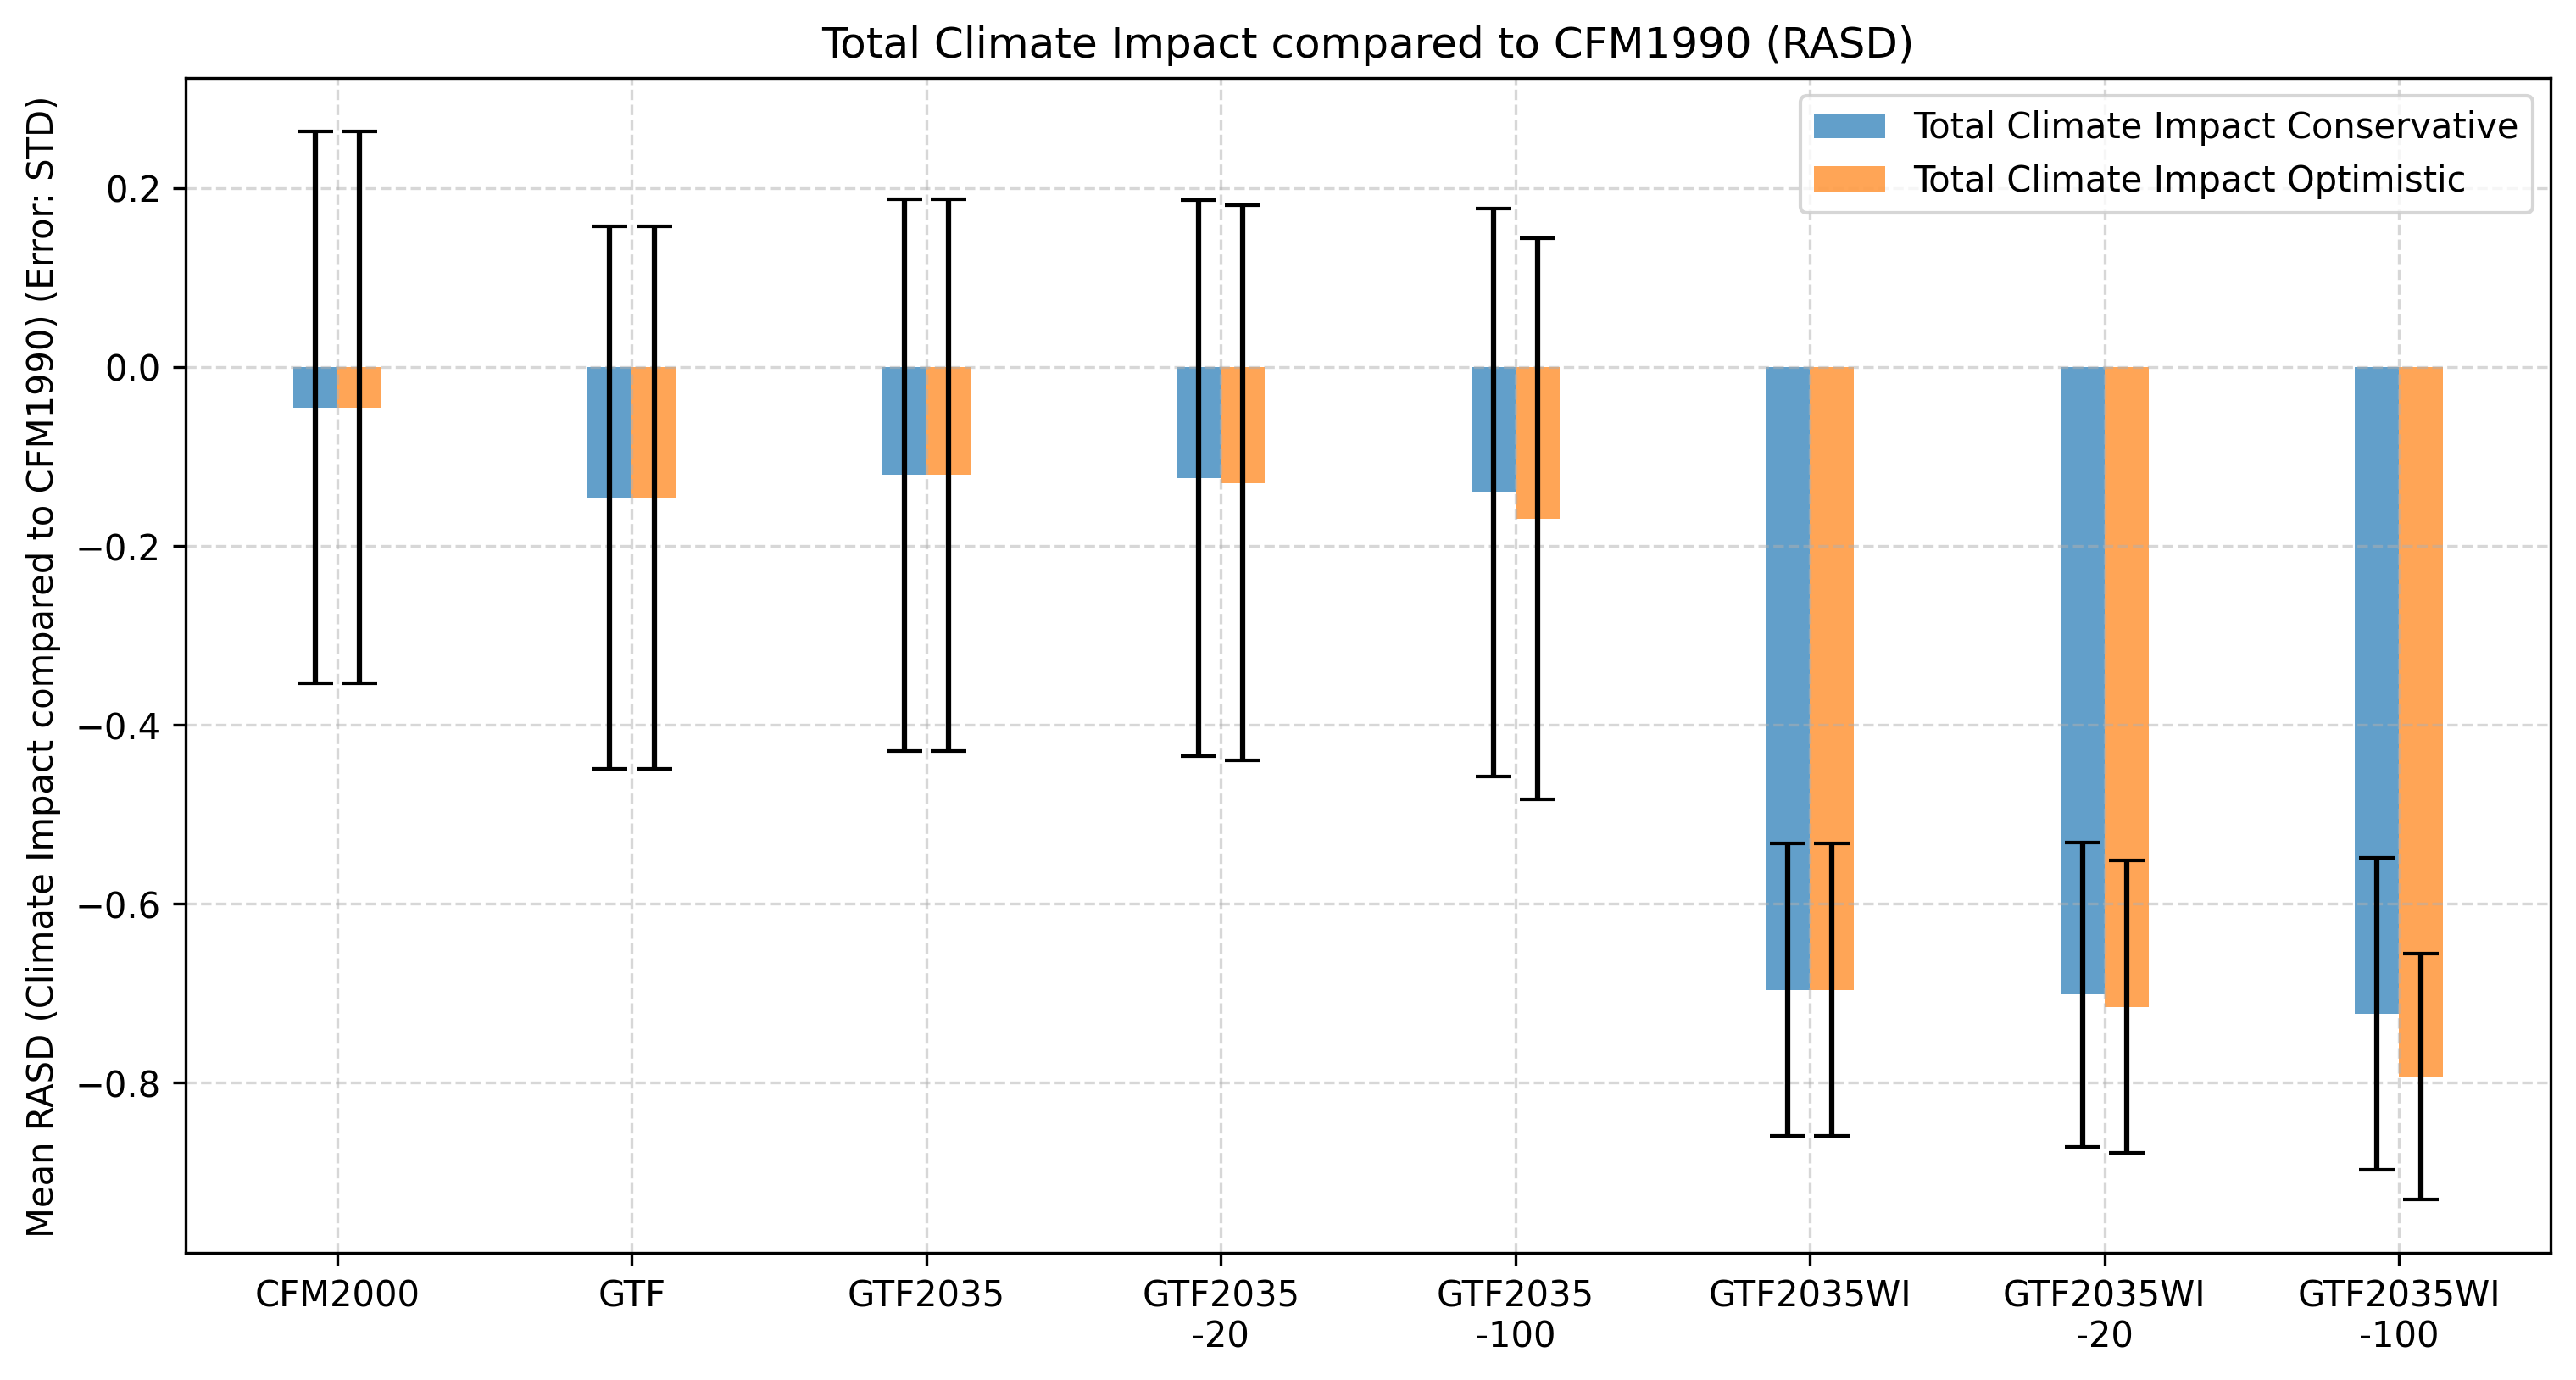 Total Climate Impact compared to CFM1990 (RASD)
Total Climate Impact Conservative
Total Climate Impact Optimistic
Mean RASD (Climate Impact compared to CFM1990) (Error: STD)
0.2
0.0
−0.2
−0.4
−0.6
−0.8
CFM2000
GTF
GTF2035
GTF2035
-20
GTF2035
-100
GTF2035WI
GTF2035WI
-20
GTF2035WI
-100